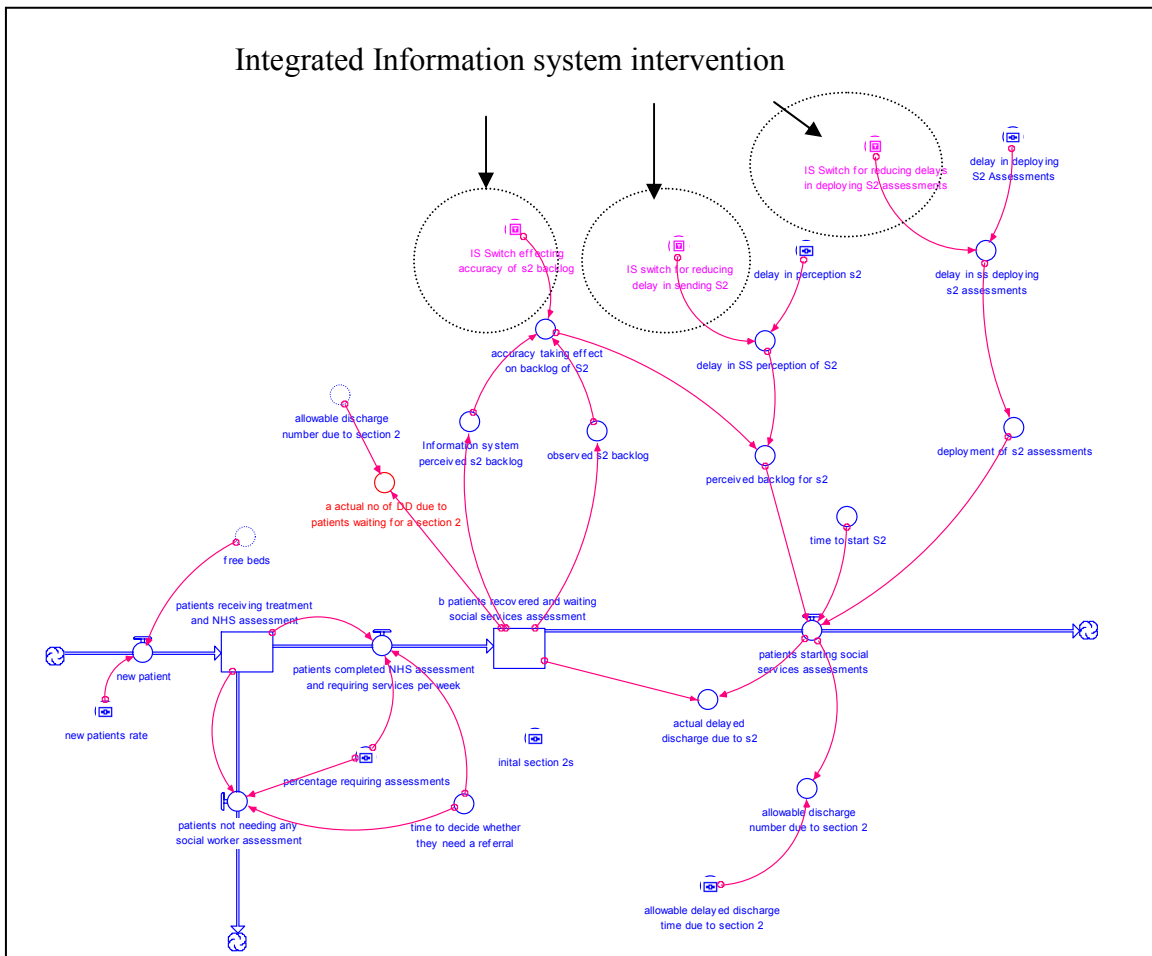 Integrated Information system intervention
IS Switch for reducing delays
in deploying S2 assessments
delay in deploying
S2 Assessments
IS Switch effecting
accuracy of s2 backlog
IS switch for reducing
delay in sending S2
delay in perception s2
delay in ss deploying
s2 assessments
accuracy taking effect
on backlog of S2
delay in SS perception of S2
allowable discharge
number due to section 2
Information system
perceived s2 backlog
observed s2 backlog
perceived backlog for s2
deployment of s2 assessments
a actual no of DD due to
patients waiting for a section 2
time to start S2
free beds
patients receiving treatment
and NHS assessment
b patients recovered and waiting
social services assessment
new patient
patients completed NHS assessment
and requiring services per week
patients starting social
services assessments
new patients rate
actual delayed
discharge due to s2
inital section 2s
percentage requiring assessments
patients not needing any
social worker assessment
time to decide whether
they need a referral
allowable discharge
number due to section 2
allowable delayed discharge
time due to section 2